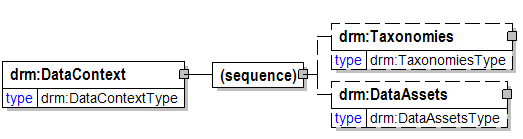 drm:DataContext
type drm:DataContextType
(sequence)
drm:Taxonomies
type drm:TaxonomiesType
drm:DataAssets
type drm:DataAssetsType